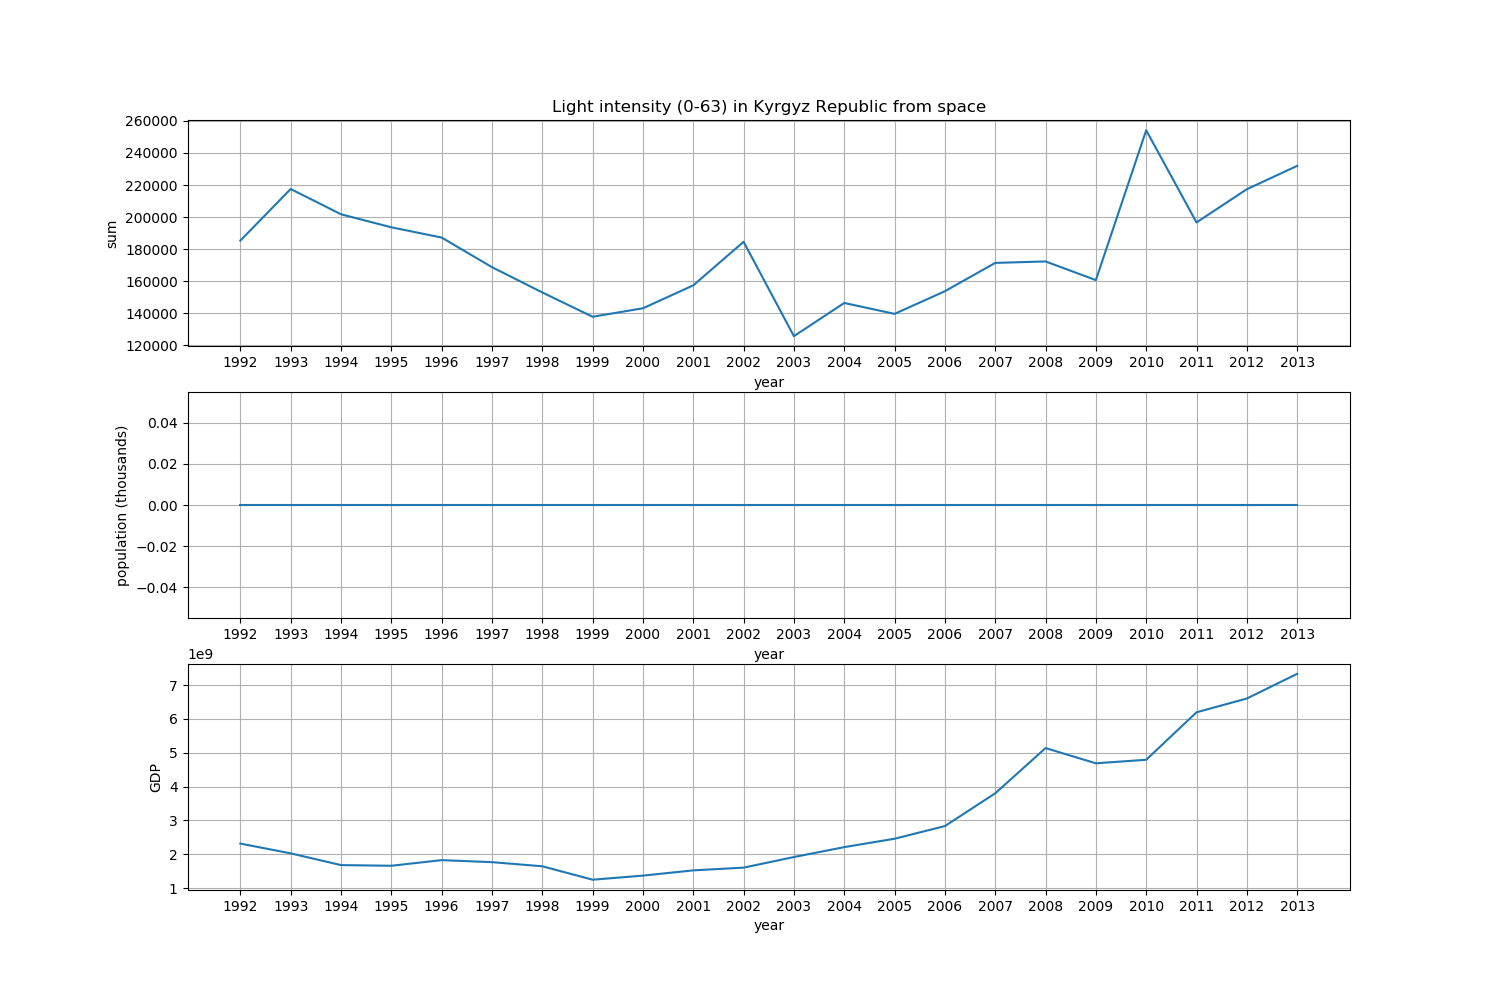 Light intensity (0-63) in Kyrgyz Republic from space
260000
240000
220000
200000
180000
160000
140000
120000
sum
1992 1993 1994 1995 1996 1997 1998 1999 2000 2001 2002 2003 2004 2005 2006 2007 2008 2009 2010 2011 2012 2013
year
0.04
0.02
0.00
−0.02
−0.04
population (thousands)
1992 1993 1994 1995 1996 1997 1998 1999 2000 2001 2002 2003 2004 2005 2006 2007 2008 2009 2010 2011 2012 2013
year
1e9
7
6
5
4
3
2
1
GDP
1992 1993 1994 1995 1996 1997 1998 1999 2000 2001 2002 2003 2004 2005 2006 2007 2008 2009 2010 2011 2012 2013
year